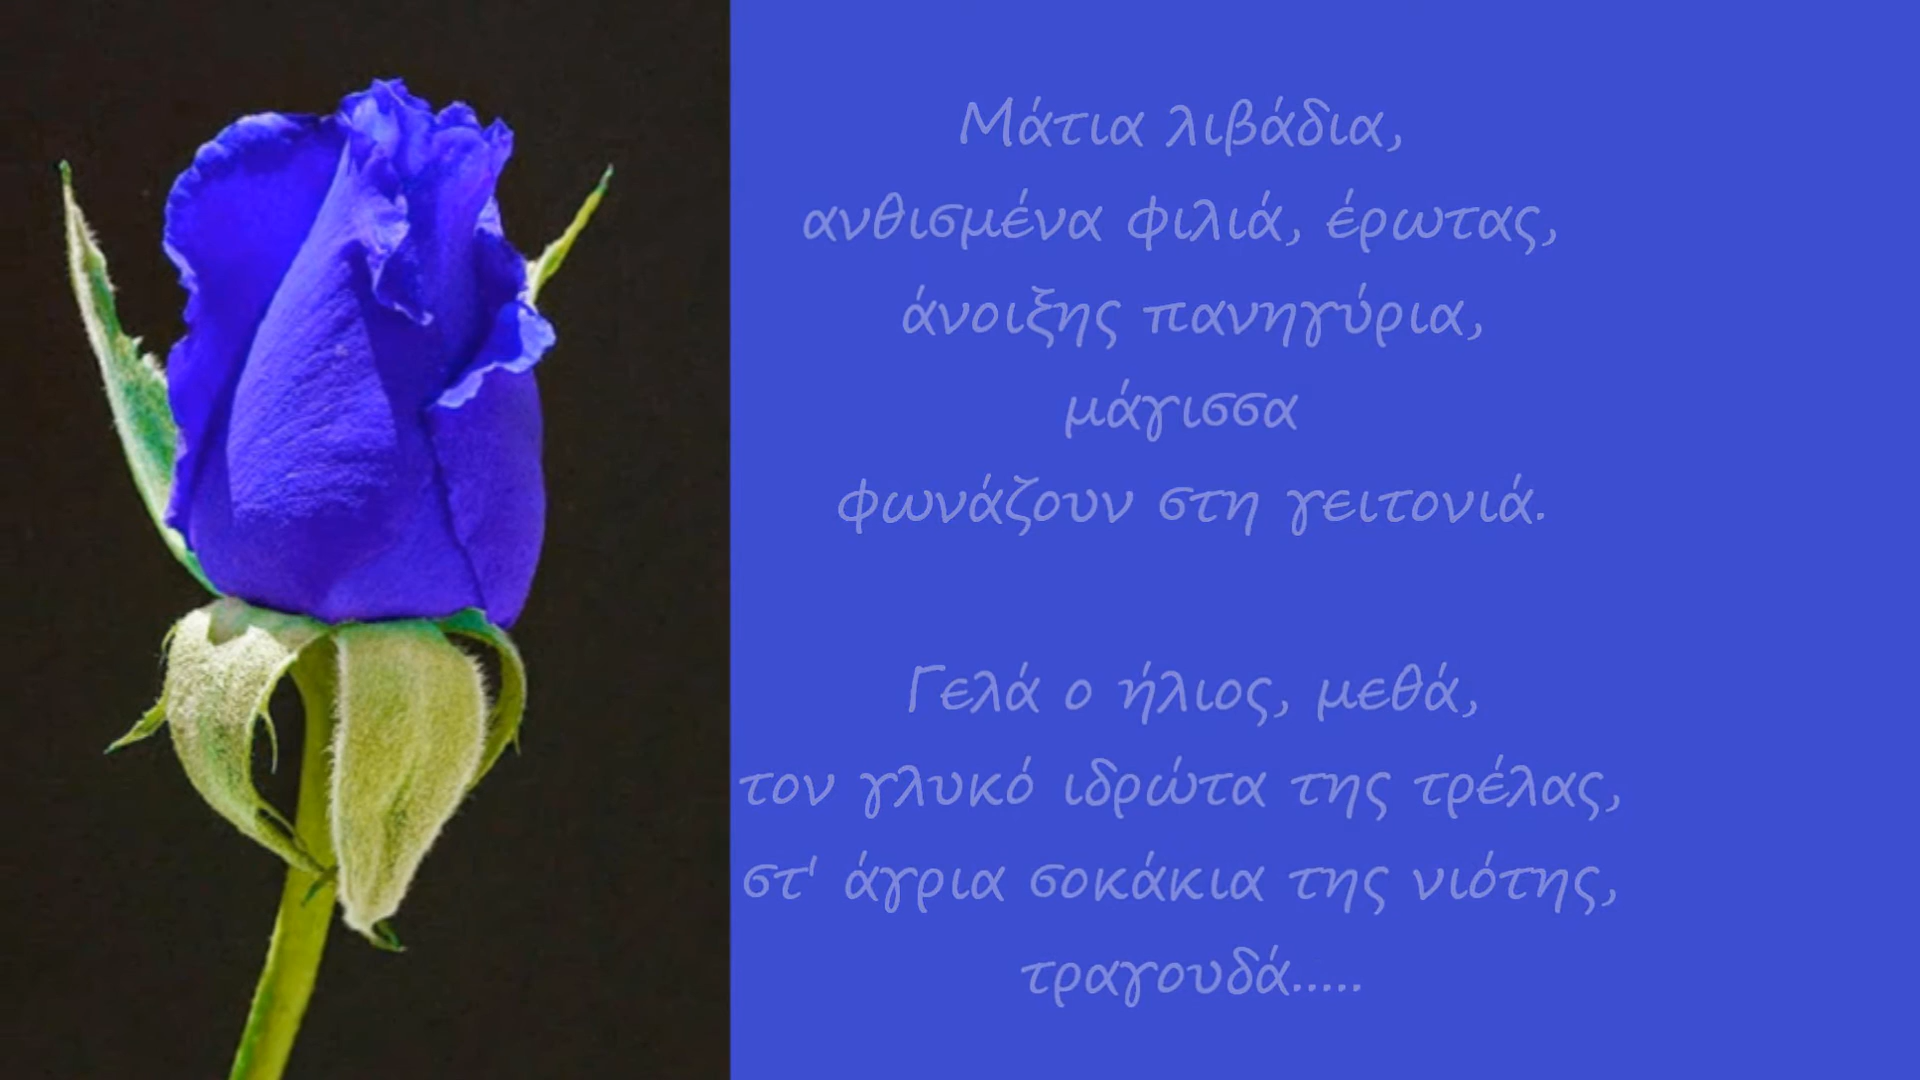 Μάτια λιβάδια,
ανθισμένα φιλιά, έρωτας,
άνοιξης πανηγύρια,
μάγισσα
φωνάζουν στη γειτονιά.
Γελά ο ήλιος, μεθά,
τον γλυκό ιδρώτα της τρέλας,
στ' άγρια σοκάκια της νιότης,
τραγουδά.....